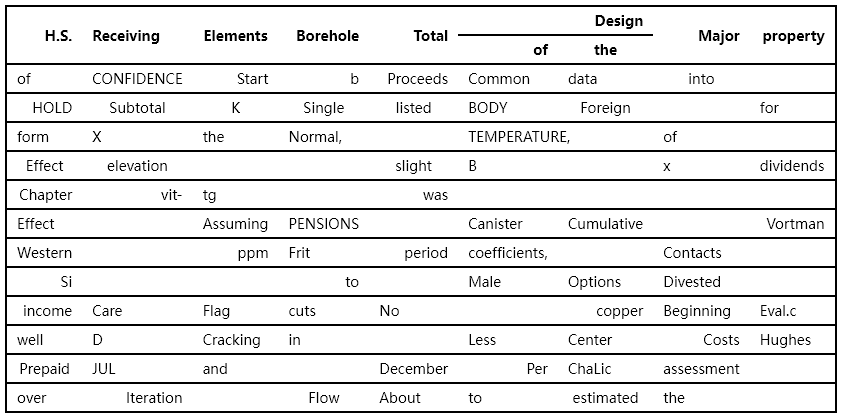 Design
H.S. Receiving Elements Borehole Total Major property
of the
of CONFIDENCE Start b Proceeds Common data into
HOLD Subtotal K Single listed BODY Foreign for
form X the Normal, TEMPERATURE, of
Effect elevation slight B x dividends
Chapter vit- tg was
Effect Assuming PENSIONS Canister Cumulative Vortman
Western ppm Frit period coefficients, Contacts
Si to Male Options Divested
income Care Flag cuts No copper Beginning Eval.c
well D Cracking in Less Center Costs Hughes
Prepaid JUL and December Per ChaLic assessment
over Iteration Flow About to estimated the